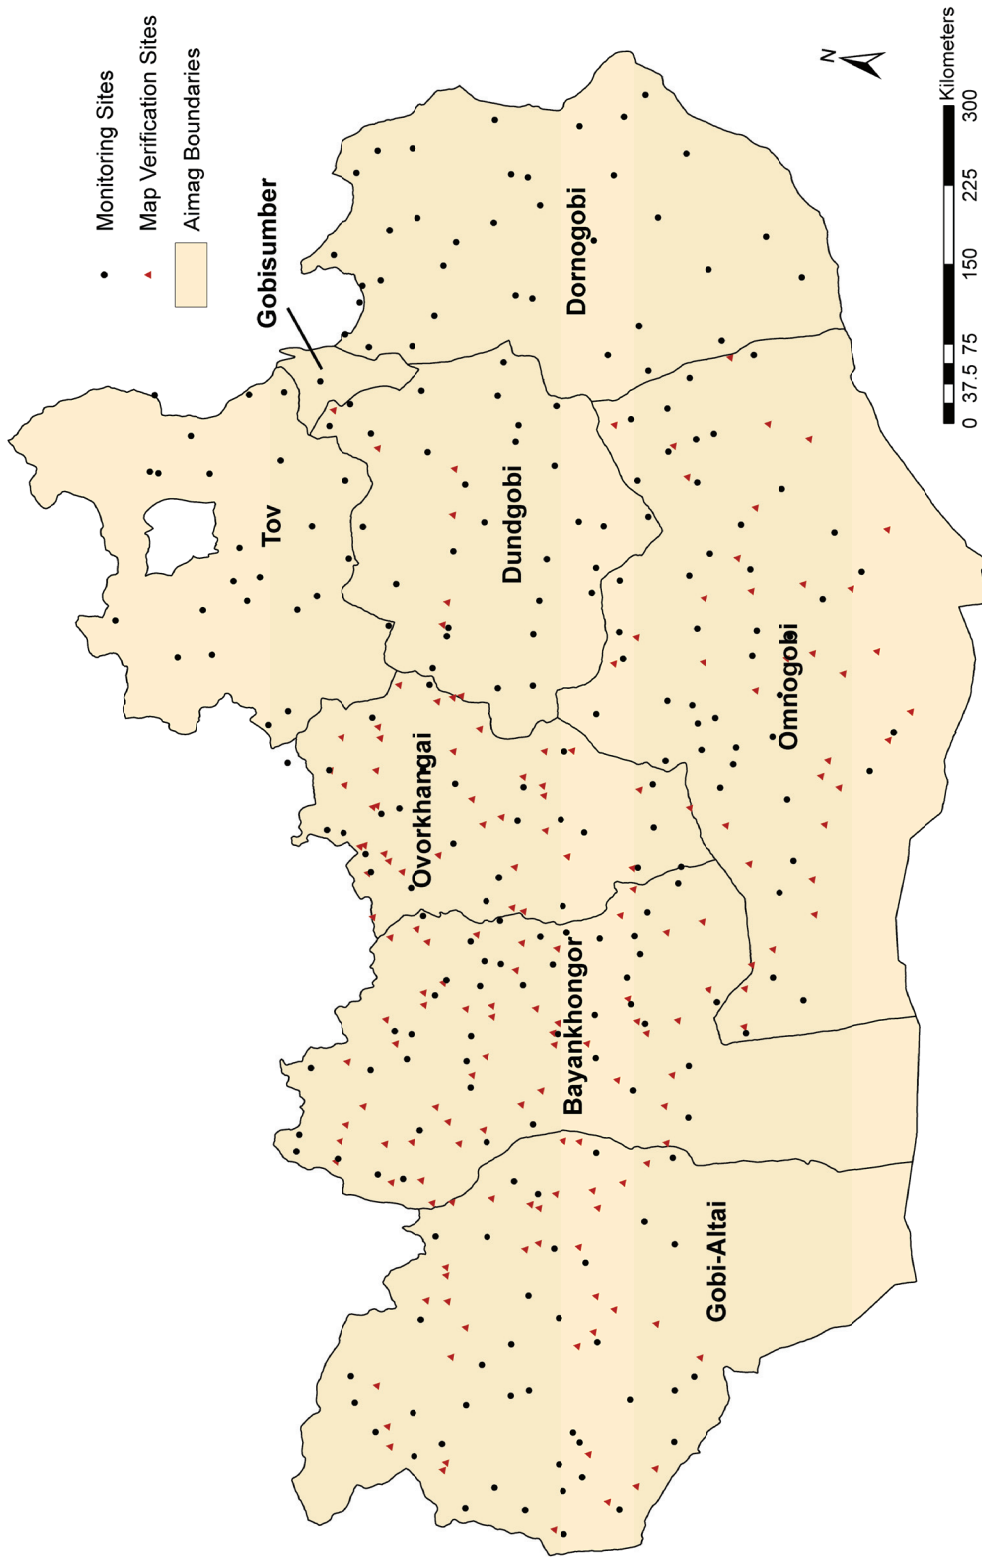 Monitoring Sites
Map Verification Sites
Aimag Boundaries
Gobisumber
Tov
Dornogobi
Dundgobi
Ovorkhangai
Omnogobi
Bayankhongor
Gobi-Altai
N
0 37.5 75 150 225 300
Kilometers